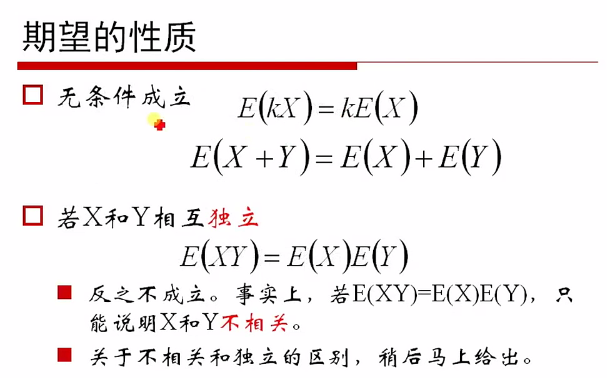 期望的性质
无条件成立
E(kX)=kE(X)
E(X+Y)=E(X)+E(Y)
若X和Y相互独立
E(XY)=E(X)E(Y)
反之不成立。事实上，若E(XY)=E(X)E(Y)，只
能说明X和Y不相关。
关于不相关和独立的区别，稍后马上给出。